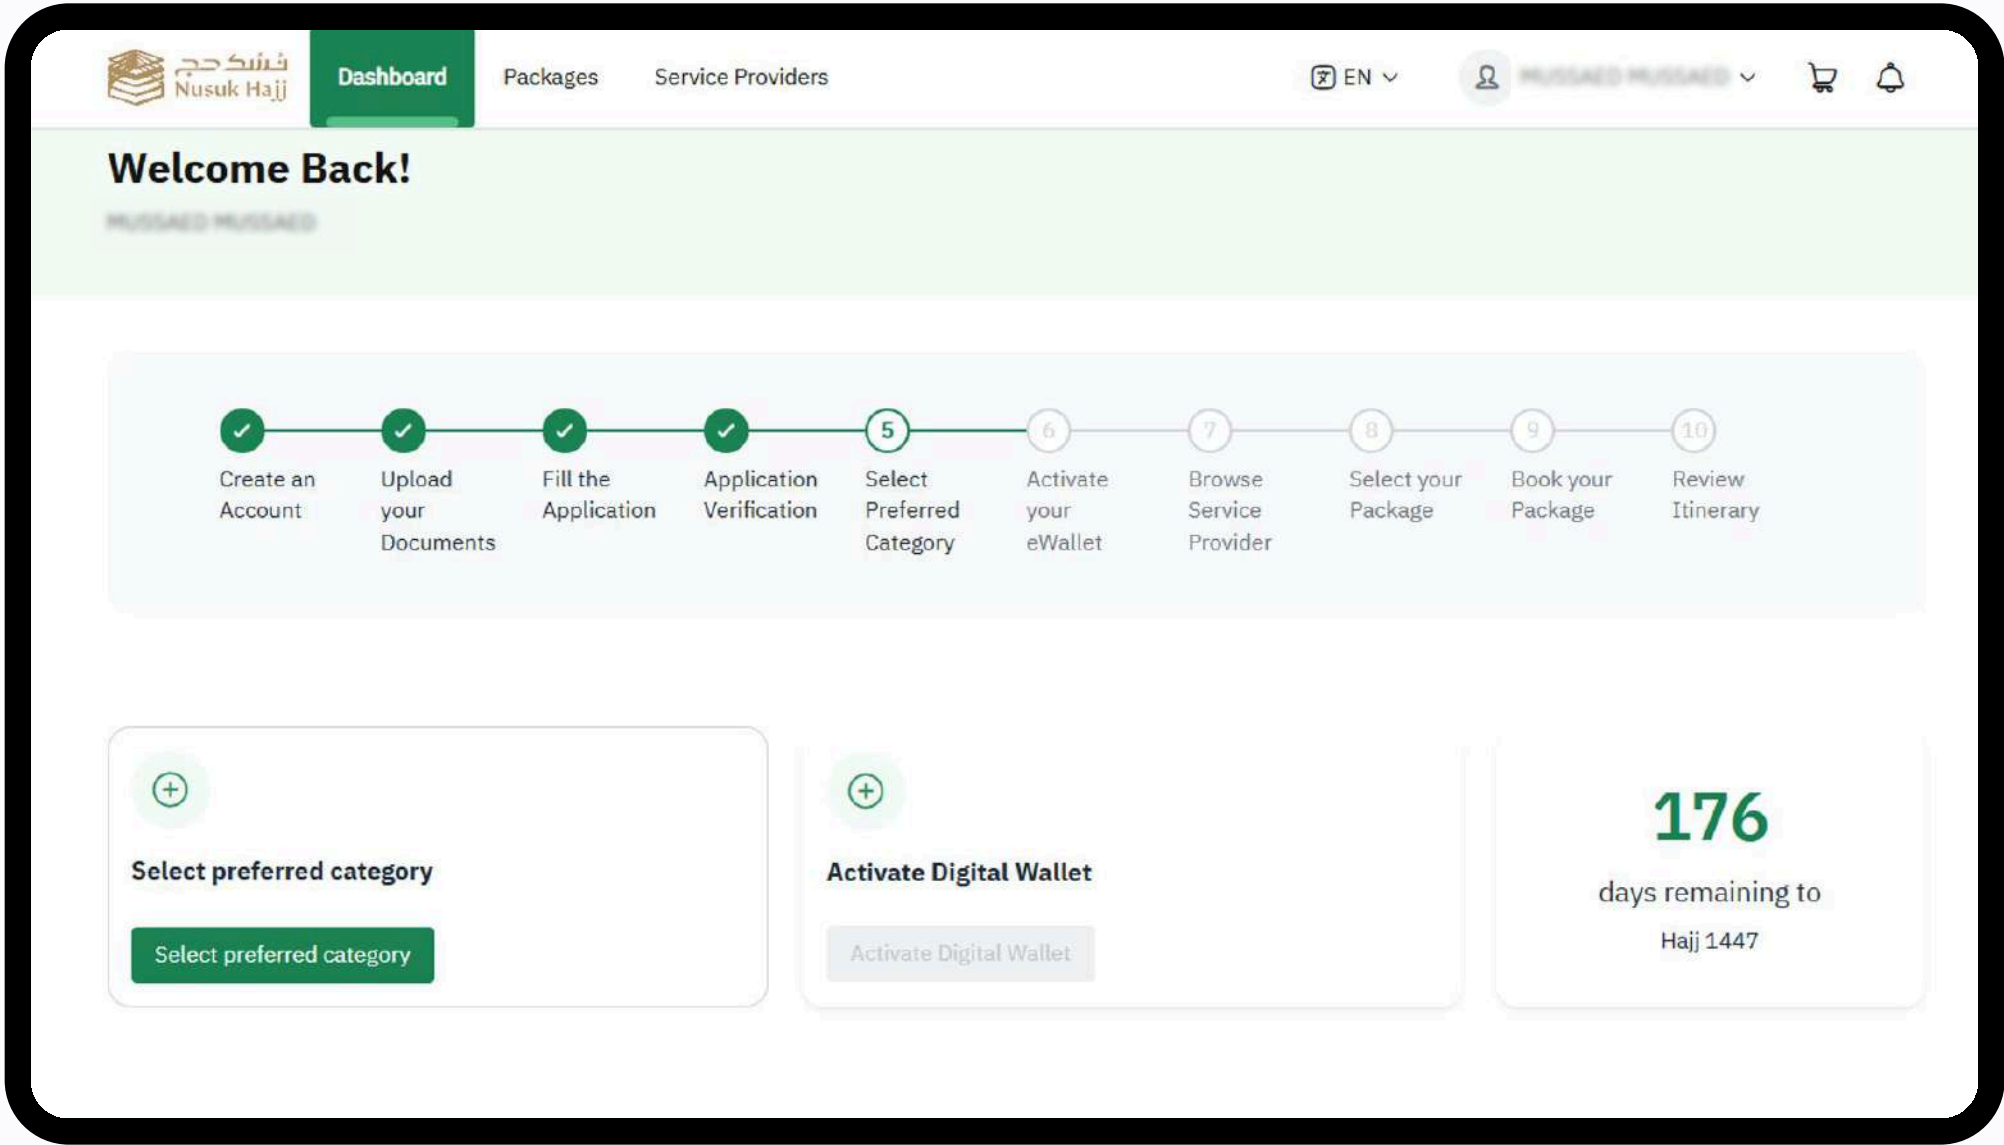 نسك حج
Nusuk Hajj
Dashboard
Packages
Service Providers
EN
Welcome Back!
5
6
7
8
9
10
Create an
Account
Upload
your
Documents
Fill the
Application
Application
Verification
Select
Preferred
Category
Activate
your
eWallet
Browse
Service
Provider
Select your
Package
Book your
Package
Review
Itinerary
Select preferred category
Select preferred category
Activate Digital Wallet
Activate Digital Wallet
176
days remaining to
Hajj 1447